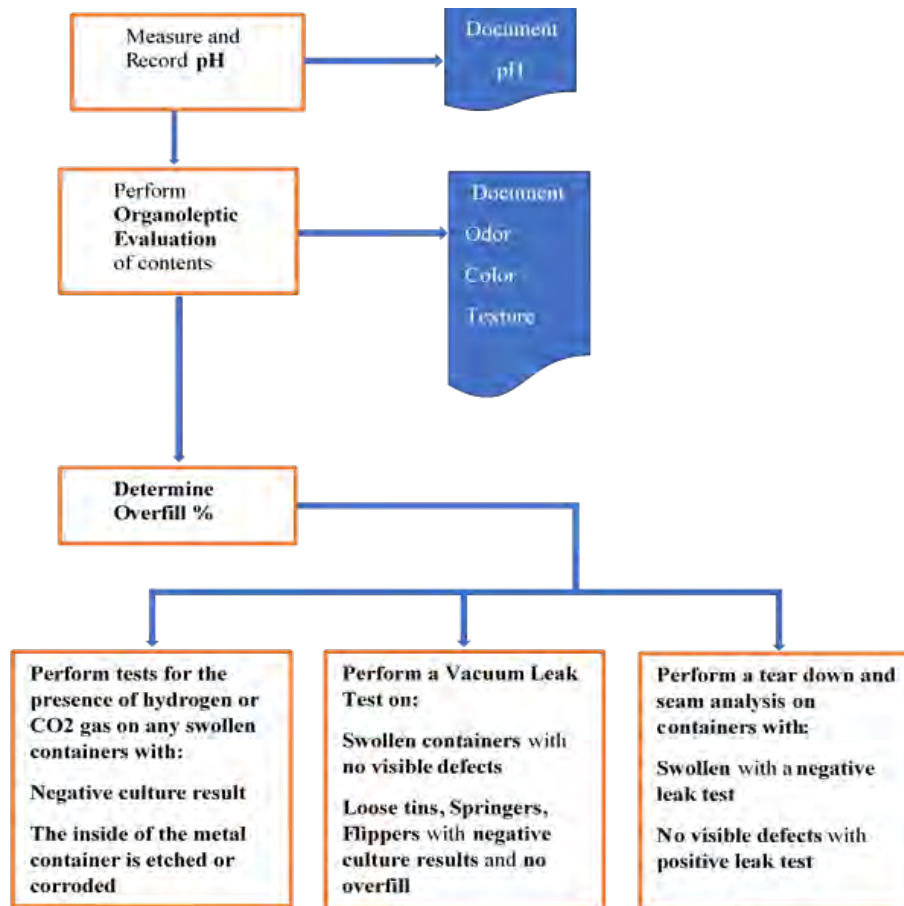 Measure and
Record pH
Document
pH
Perform
Organoleptic
Evaluation
of contents
Document
Odor
Color
Texture
Determine
Overfill %
Perform tests for the
presence of hydrogen or
CO2 gas on any swollen
containers with:
Negative culture result
The inside of the metal
container is etched or
corroded
Perform a Vacuum Leak
Test on:
Swollen containers with
no visible defects
Loose tins, Springers,
Flippers with negative
culture results and no
overfill
Perform a tear down and
seam analysis on
containers with:
Swollen with a negative
leak test
No visible defects with
positive leak test